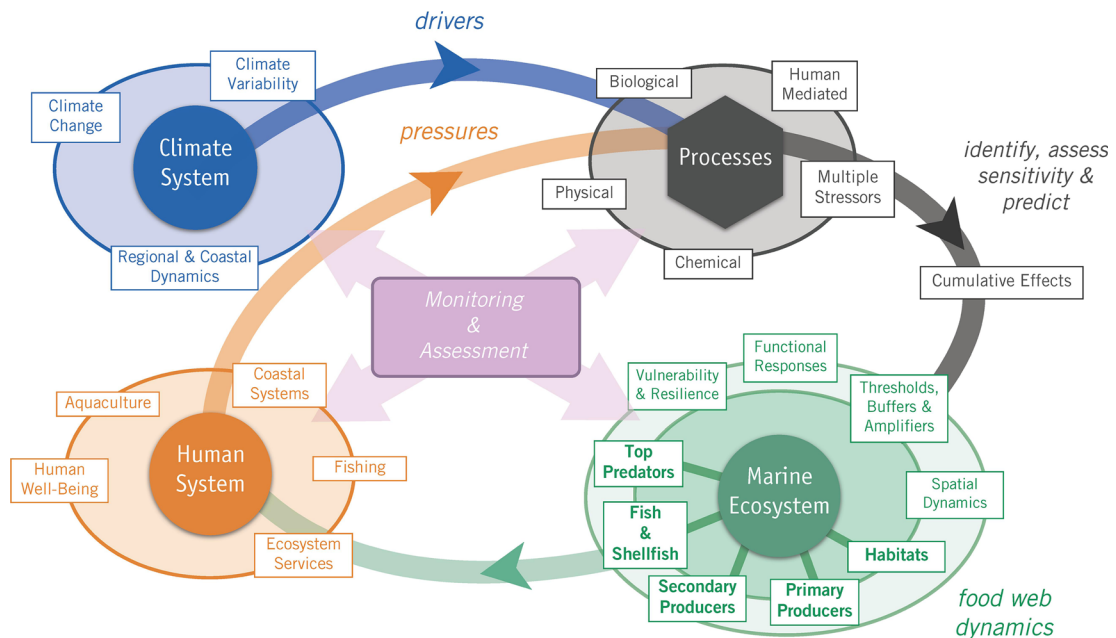 drivers
Climate
Variability
Climate
Change
Climate
System
Regional & Coastal
Dynamics
pressures
Biological
Human
Mediated
Processes
Physical
Multiple
Stressors
Chemical
identify, assess
sensitivity &
predict
Cumulative Effects
Monitoring
&
Assessment
Coastal
Systems
Aquaculture
Human
System
Human
Well-Being
Fishing
Ecosystem
Services
Functional
Responses
Vulnerability
& Resilience
Thresholds,
Buffers &
Amplifiers
Top
Predators
Marine
Ecosystem
Spatial
Dynamics
Fish
&
Shellfish
Habitats
Secondary
Producers
Primary
Producers
food web
dynamics